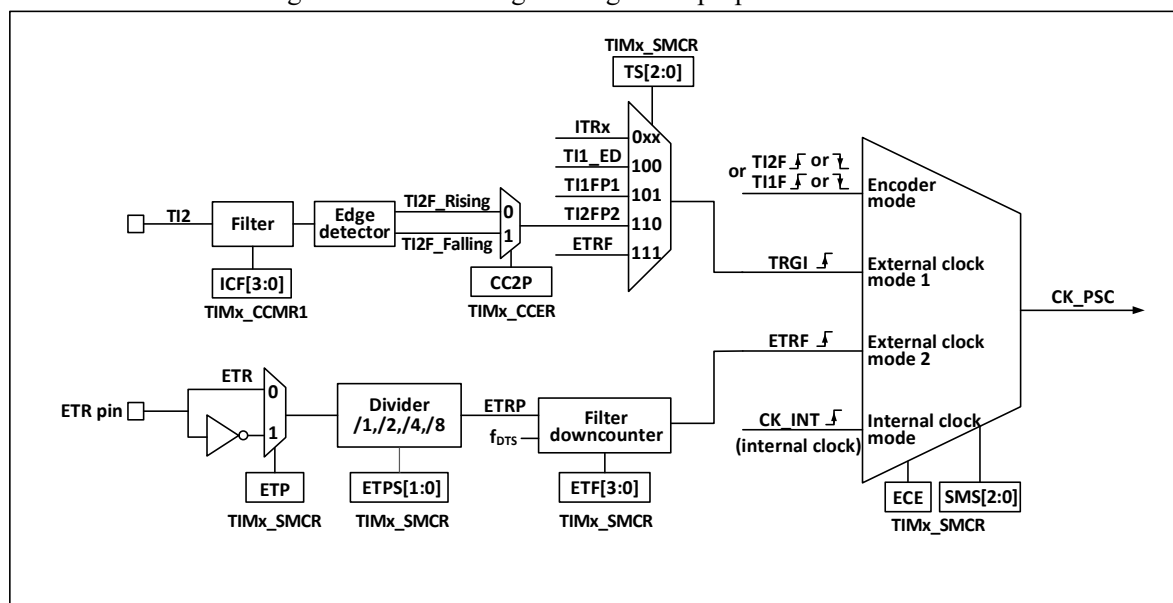 TIMx_SMCR
TS[2:0]
ITRx
0xx
TI1_ED
100
TI1FP1
101
TI2FP2
110
ETRF
111
TI2
Filter
Edge
detector
TI2F_Rising
TI2F_Falling
0
1
ICF[3:0]
TIMx_CCMR1
CC2P
TIMx_CCER
or TI2F or
TI1F or
Encoder
mode
TRGI
External clock
mode 1
ETRF
External clock
mode 2
CK_INT
(internal clock)
Internal clock
mode
CK_PSC
ECE
SMS[2:0]
TIMx_SMCR
ETR pin
ETR
0
1
Divider
/1,/2,/4,/8
ETRP
fDTS
Filter
downcounter
ETP
TIMx_SMCR
ETPS[1:0]
TIMx_SMCR
ETF[3:0]
TIMx_SMCR